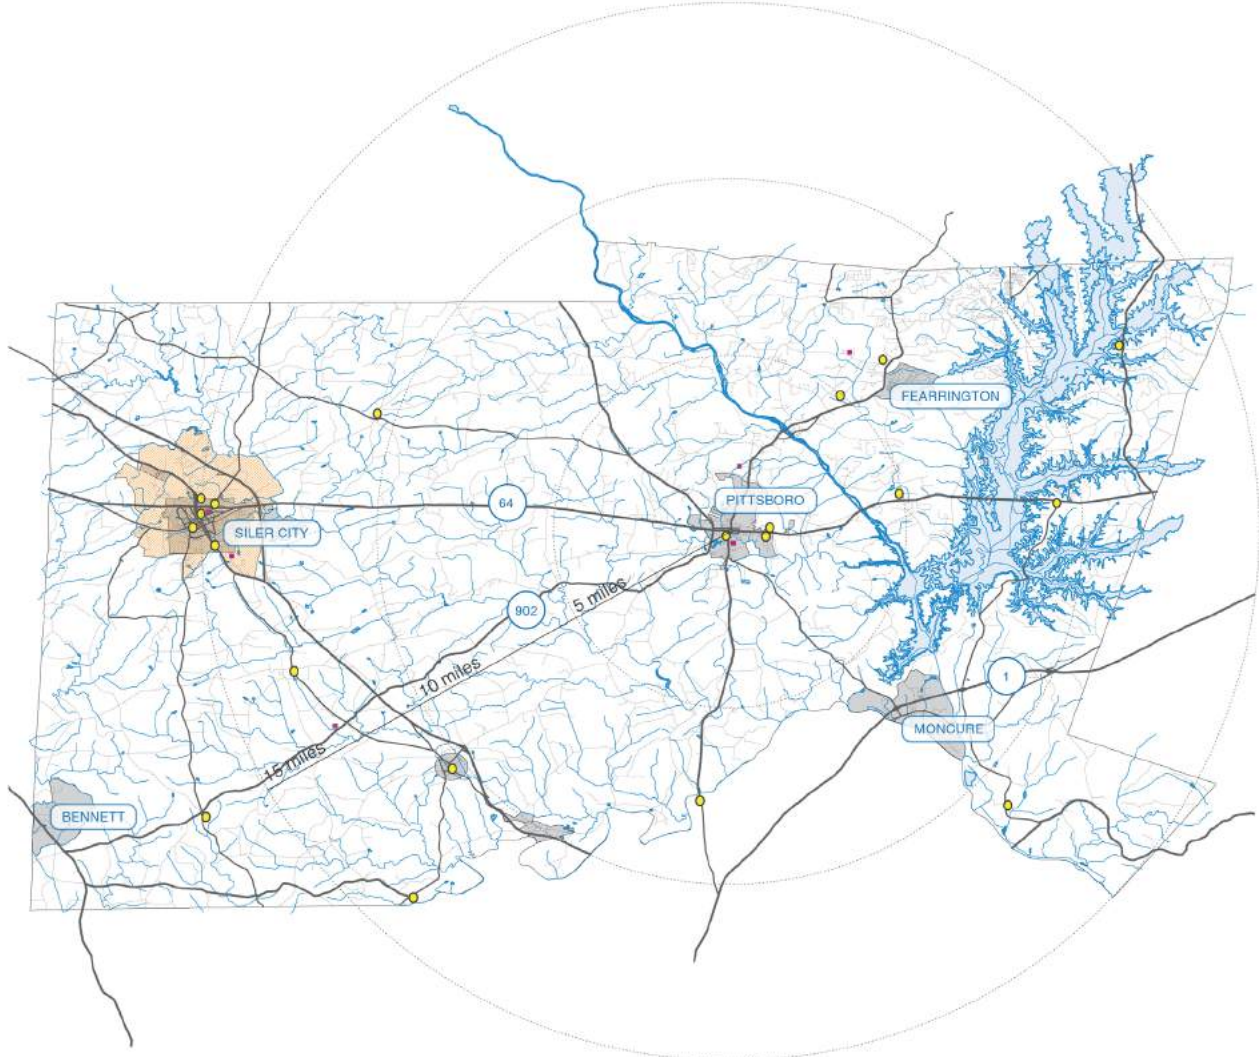 FEARRINGTON
PITTSBORO
64
SILER CITY
5 miles
902
10 miles
1
MONCURE
15 miles
BENNETT